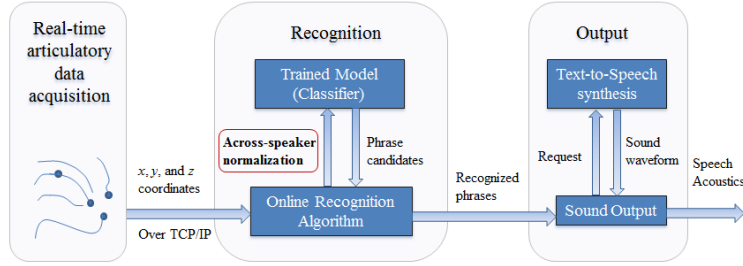 Real-time
articulatory
data
acquisition
x, y, and z
coordinates
Over TCP/IP
Recognition
Trained Model
(Classifier)
Across-speaker
normalization
Phrase
candidates
Online Recognition
Algorithm
Recognized
phrases
Output
Text-to-Speech
synthesis
Request
Sound
waveform
Sound Output
Speech
Acoustics